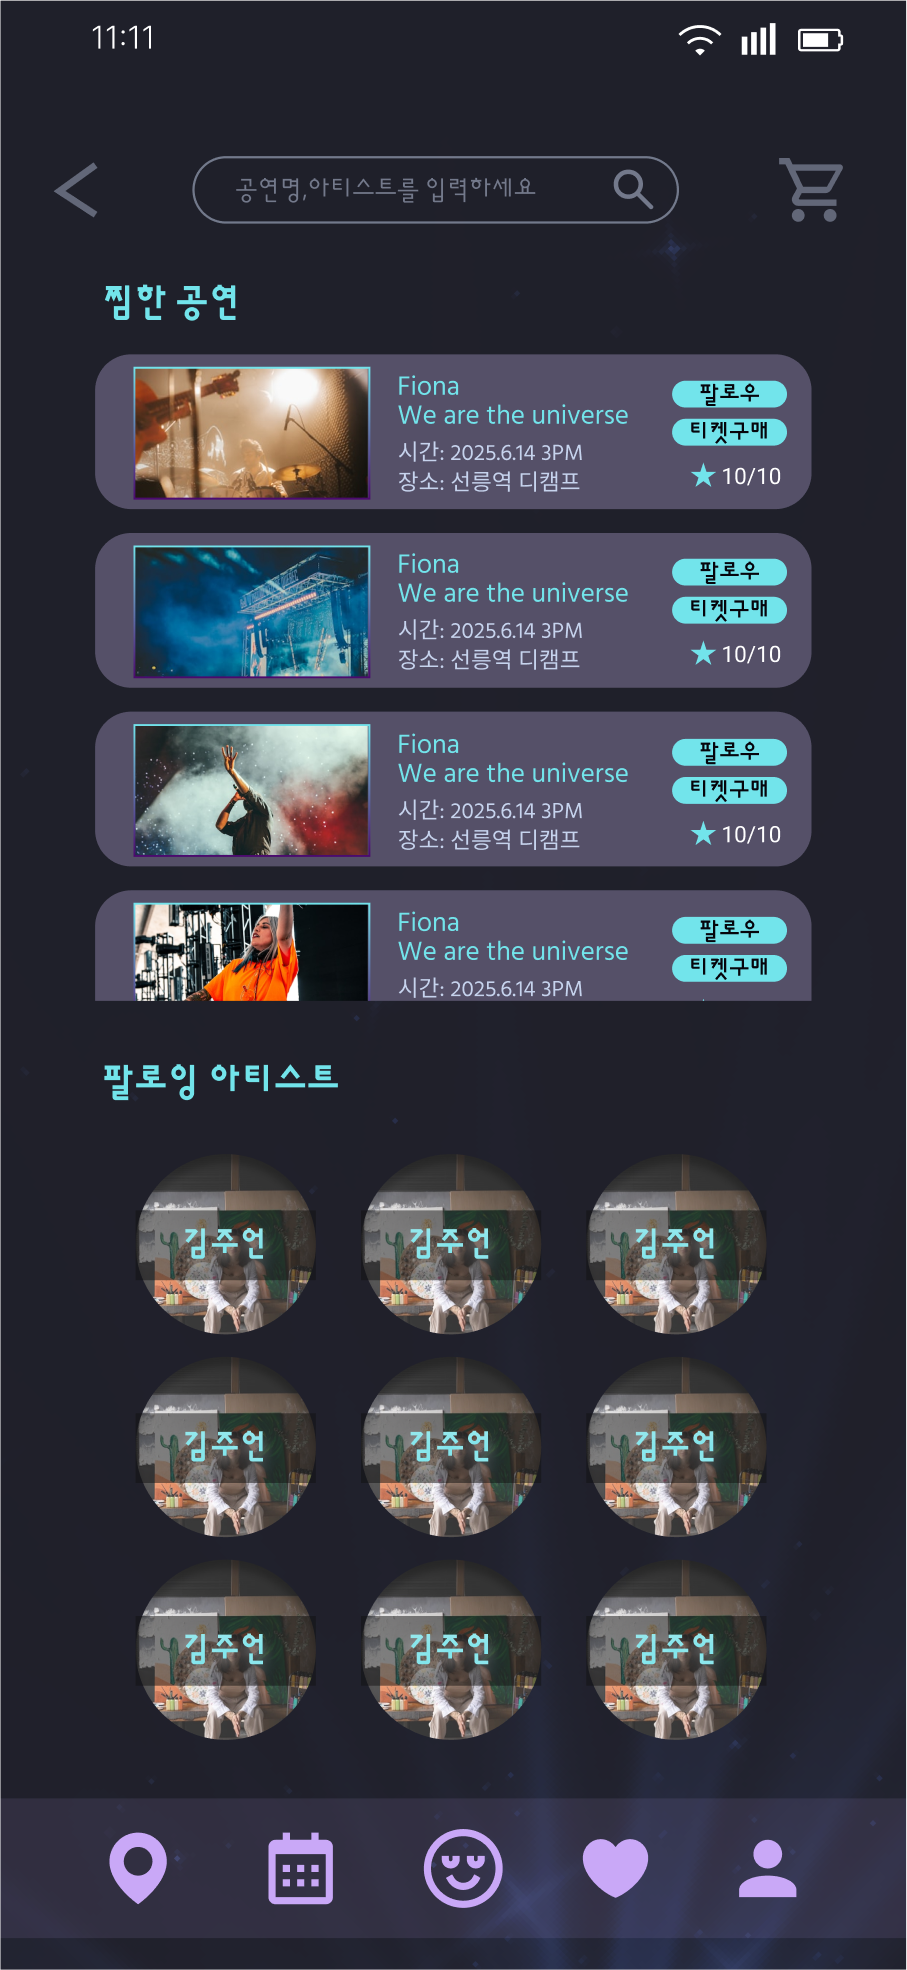 11:11
공연명,아티스트를 입력하세요
찜한 공연
Fiona
We are the universe
시간: 2025.6.14 3PM
장소: 선릉역 디캠프
팔로우
티켓구매
★ 10/10
Fiona
We are the universe
시간: 2025.6.14 3PM
장소: 선릉역 디캠프
팔로우
티켓구매
★ 10/10
Fiona
We are the universe
시간: 2025.6.14 3PM
장소: 선릉역 디캠프
팔로우
티켓구매
★ 10/10
Fiona
We are the universe
시간: 2025.6.14 3PM
팔로우
티켓구매
팔로잉 아티스트
김주언 김주언 김주언
김주언 김주언 김주언
김주언 김주언 김주언